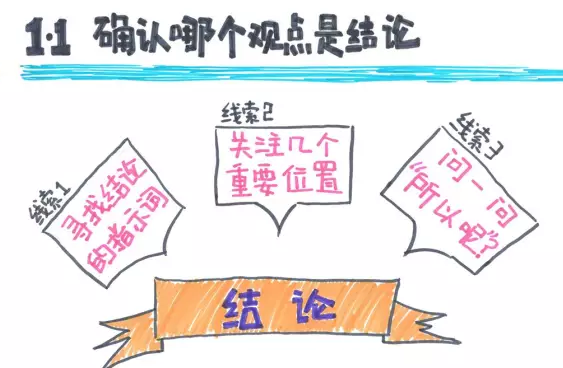 1·1 确认哪个观点是结论
线索1
寻找结论
的指示词
线索2
关注几个
重要位置
线索3
问一问
“所以呢”?
结论